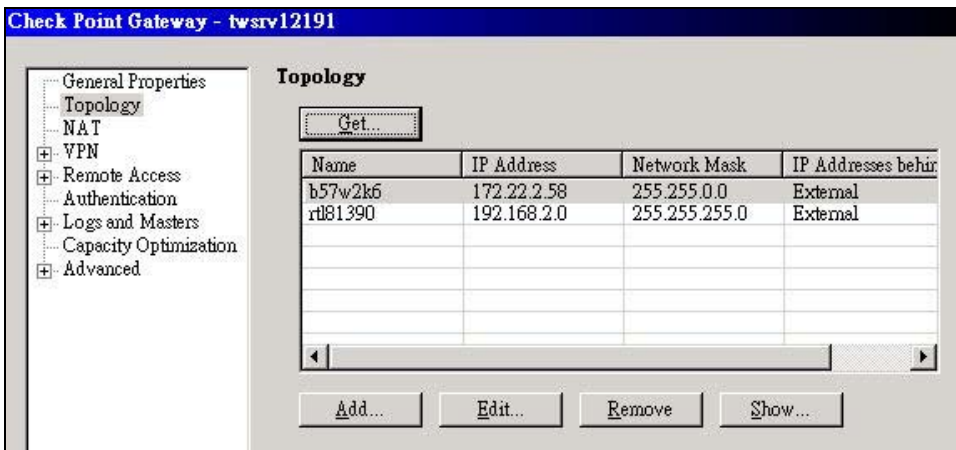 Check Point Gateway - twsrv12191
General Properties
Topology
NAT
VPN
Remote Access
Authentication
Logs and Masters
Capacity Optimization
Advanced
Topology
Get...
Name IP Address Network Mask IP Addresses behin
b57w2k6 172.22.2.58 255.255.0.0 External
rtl81390 192.168.2.0 255.255.255.0 External
Add... Edit... Remove Show...